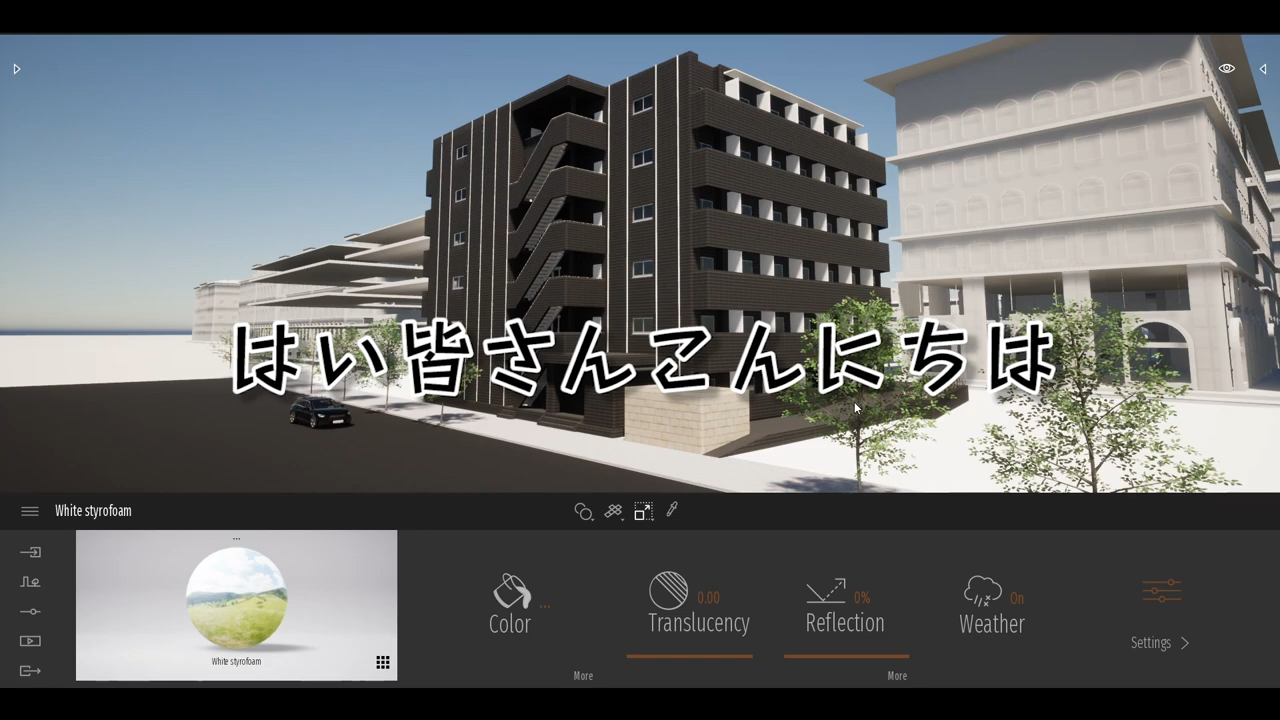 はい皆さんこんにちは
White styrofoam
...
White styrofoam
Color ...
0.00
Translucency
0%
Reflection
On
Weather
Settings
More
More